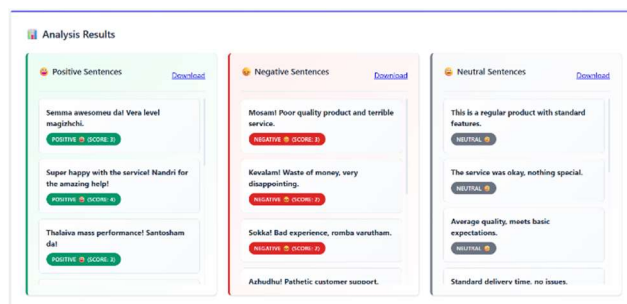 Analysis Results
Positive Sentences
Download
Semma awesomeu da! Vera level
magizhchi.
POSITIVE (SCORE: 3)
Super happy with the service! Nandri for
the amazing help!
POSITIVE (SCORE: 4)
Thalaiva mass performance! Santosham
da!
POSITIVE (SCORE: 3)
Negative Sentences
Download
Mosam! Poor quality product and terrible
service.
NEGATIVE (SCORE: 3)
Kevalam! Waste of money, very
disappointing.
NEGATIVE (SCORE: 2)
Sokka! Bad experience, romba varutham.
NEGATIVE (SCORE: 2)
Azhudhu! Pathetic customer support.
Neutral Sentences
Download
This is a regular product with standard
features.
NEUTRAL
The service was okay, nothing special.
NEUTRAL
Average quality, meets basic
expectations.
NEUTRAL
Standard delivery time, no issues.